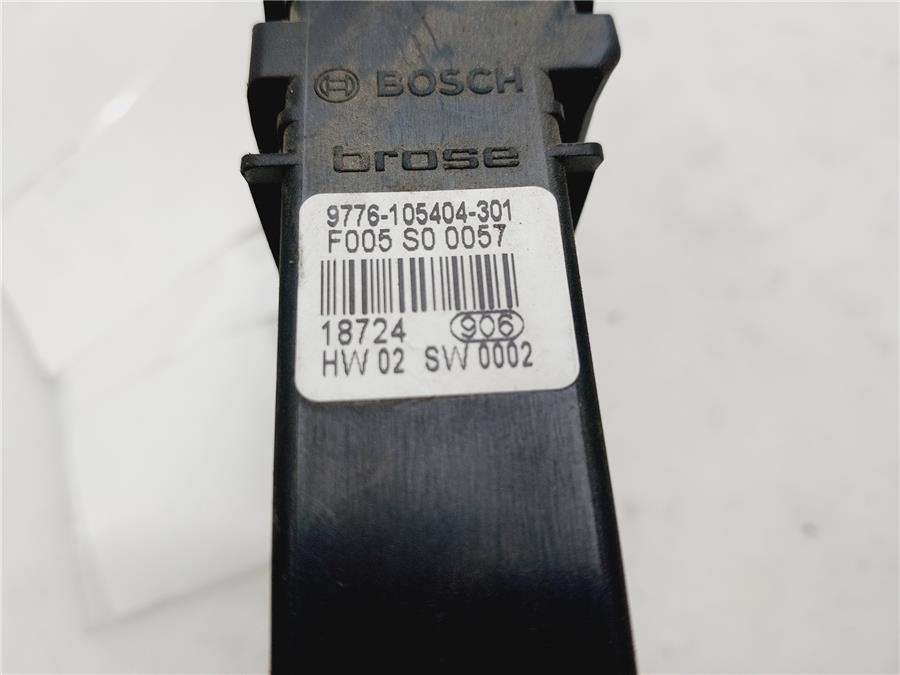 BOSCH
brose
9776-105404-301
F005 S0 0057
18724 906
HW 02 SW 0002